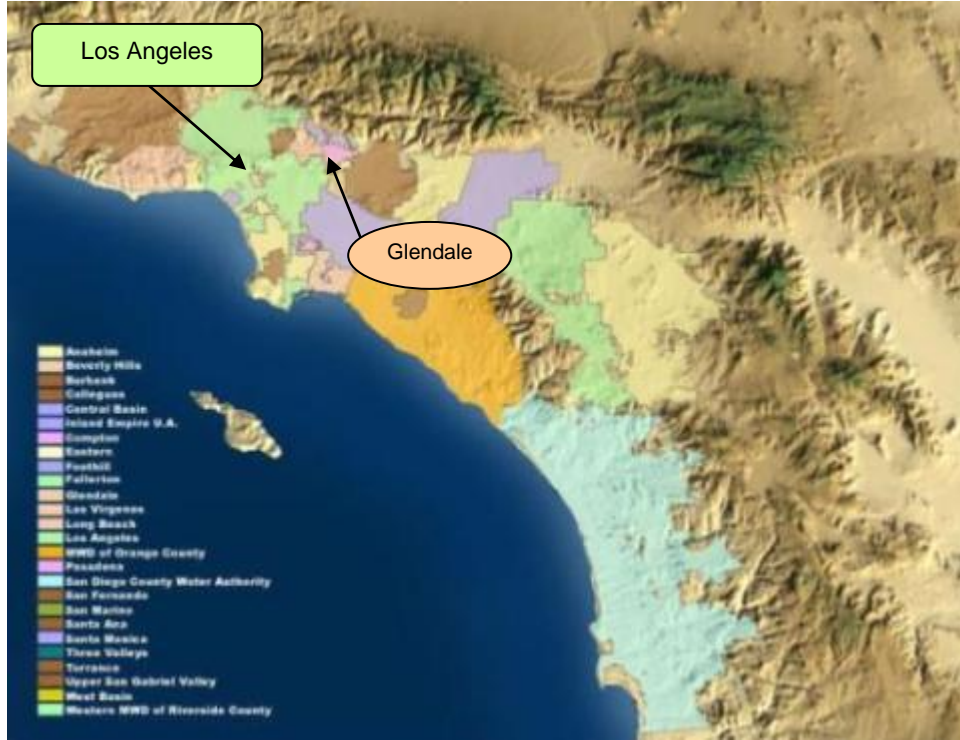 Los Angeles
Glendale
Anaheim
Beverly Hills
Burbank
Calleguas
Central Basin
Inland Empire U.A.
Compton
Eastern
Foothill
Fullerton
Glendale
Las Virgenes
Long Beach
Los Angeles
MWD of Orange County
Pasadena
San Diego County Water Authority
San Fernando
San Marino
Santa Ana
Santa Monica
Three Valleys
Torrance
Upper San Gabriel Valley
West Basin
Western MWD of Riverside County